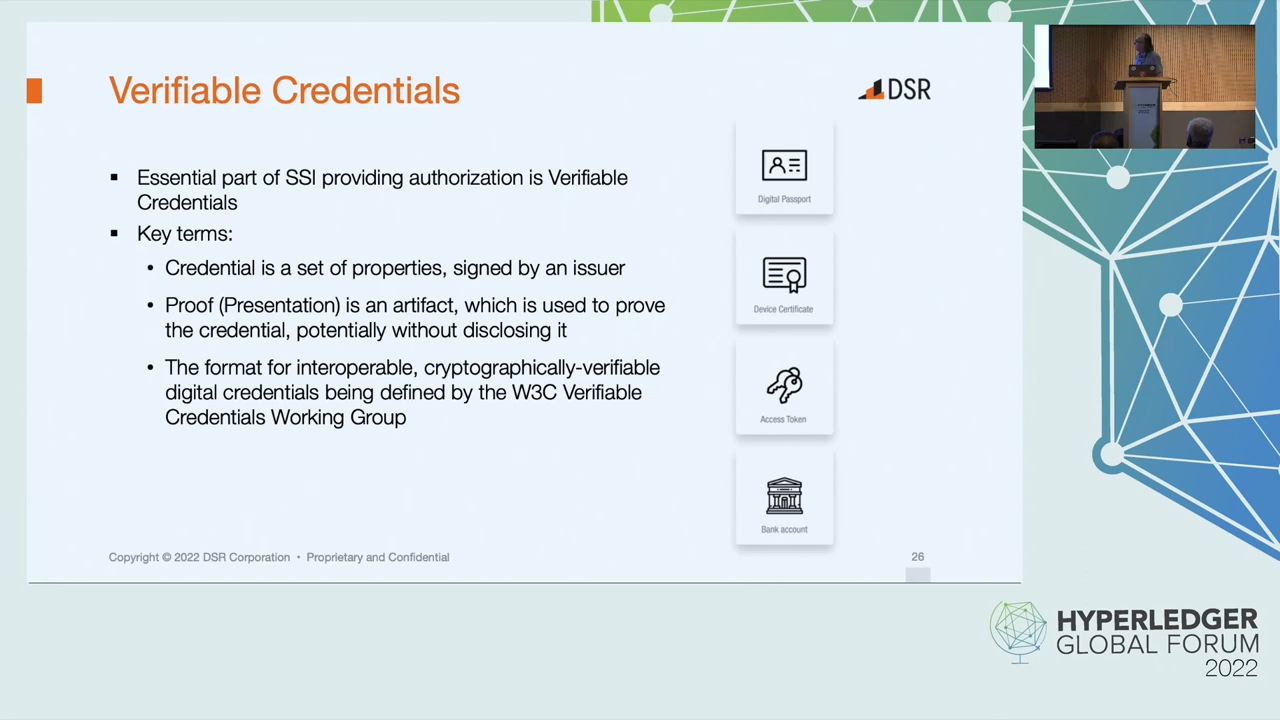 Verifiable Credentials
DSR
▪ Essential part of SSI providing authorization is Verifiable
Credentials
▪ Key terms:
• Credential is a set of properties, signed by an issuer
• Proof (Presentation) is an artifact, which is used to prove
the credential, potentially without disclosing it
• The format for interoperable, cryptographically-verifiable
digital credentials being defined by the W3C Verifiable
Credentials Working Group
Digital Passport
Device Certificate
Access Token
Bank account
Copyright © 2022 DSR Corporation • Proprietary and Confidential
26
HYPERLEDGER
GLOBAL FORUM
2022